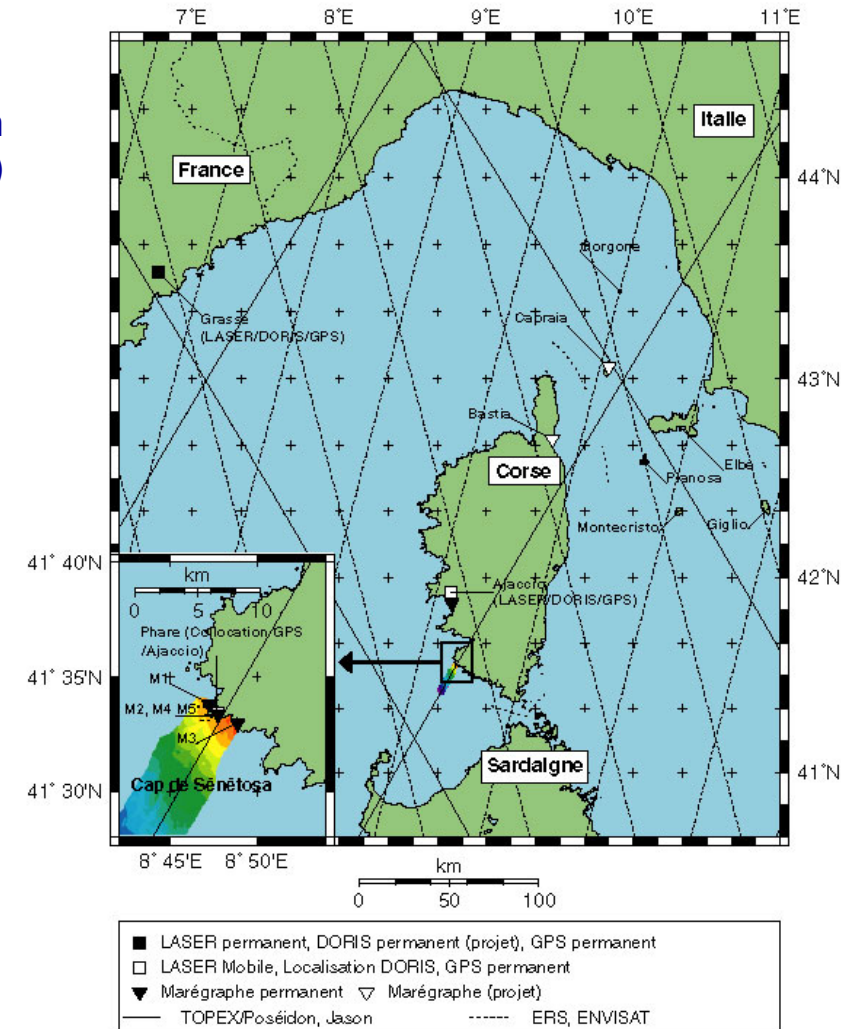 7˚E 8˚E 9˚E 10˚E 11˚E
n
)
Italie
France
44˚N
Gorgone
Grasse
(LASER/DORIS/GPS)
Capraia
43˚N
Bastia
Corse
Elbe
Pianosa
Montecristo
Giglio
41˚ 40'N
km
0 5 10
Ajaccio
(LASER/DORIS/GPS)
42˚N
Phare (Collocation GPS
/Ajaccio)
M1
41˚ 35'N
M2, M4 M5
M3
Sardaigne
Cap de Sénétosa
41˚N
41˚ 30'N
8˚ 45'E 8˚ 50'E
km
0 50 100
LASER permanent, DORIS permanent (projet), GPS permanent
LASER Mobile, Localisation DORIS, GPS permanent
Marégraphe permanent Marégraphe (projet)
TOPEX/Poséidon, Jason ERS, ENVISAT